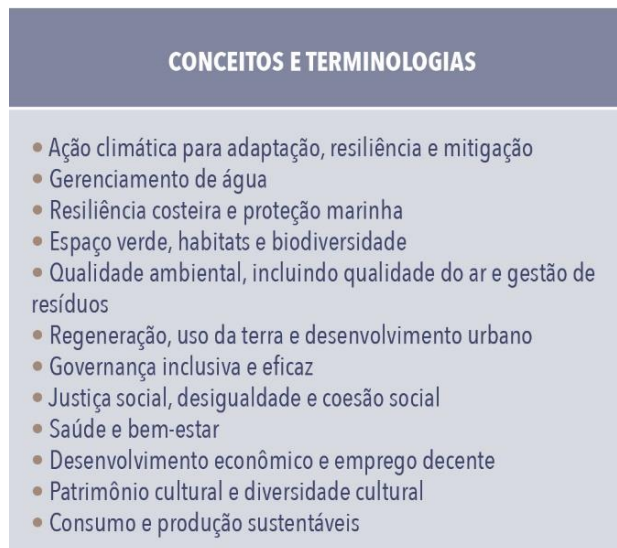 CONCEITOS E TERMINOLOGIAS
• Ação climática para adaptação, resiliência e mitigação
• Gerenciamento de água
• Resiliência costeira e proteção marinha
• Espaço verde, habitats e biodiversidade
• Qualidade ambiental, incluindo qualidade do ar e gestão de
resíduos
• Regeneração, uso da terra e desenvolvimento urbano
• Governança inclusiva e eficaz
• Justiça social, desigualdade e coesão social
• Saúde e bem-estar
• Desenvolvimento econômico e emprego decente
• Patrimônio cultural e diversidade cultural
• Consumo e produção sustentáveis